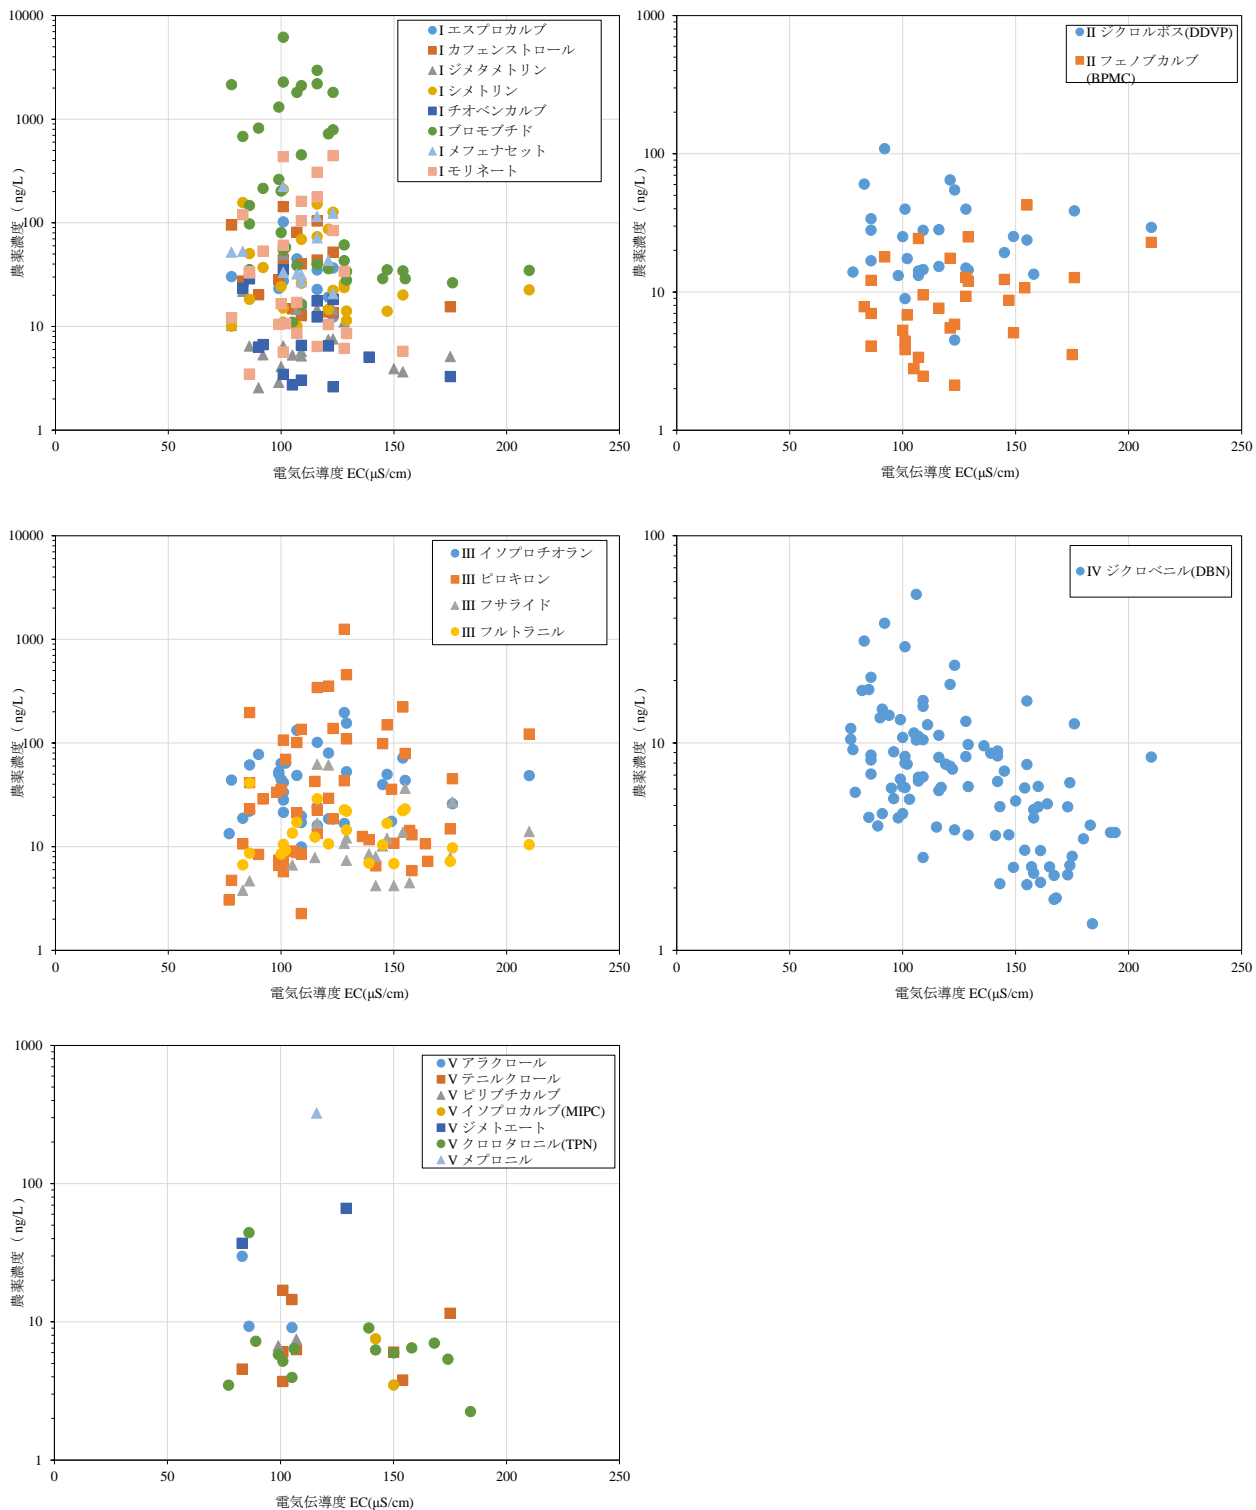 10000
1000
100
10
1
0
50
100
150
200
250
農薬濃度（ ng/L ）
電気伝導度 EC(μS/cm)
I エスプロカルブ
I カフェンストロール
I ジメタメトリン
I シメトリン
I チオベンカルブ
I ブロモブチド
I メフェナセット
I モリネート
1000
100
10
1
0
50
100
150
200
250
農薬濃度（ ng/L ）
電気伝導度 EC(μS/cm)
II ジクロルボス(DDVP)
II フェノブカルブ
(BPMC)
10000
1000
100
10
1
0
50
100
150
200
250
農薬濃度（ ng/L ）
電気伝導度 EC(μS/cm)
III イソプロチオラン
III ピロキロン
III フサライド
III フルトラニル
100
10
1
0
50
100
150
200
250
農薬濃度（ ng/L ）
電気伝導度 EC(μS/cm)
IV ジクロベニル(DBN)
1000
100
10
1
0
50
100
150
200
250
農薬濃度（ ng/L ）
電気伝導度 EC(μS/cm)
V アラクロール
V テニルクロール
V ピリブチカルブ
V イソプロカルブ(MIPC)
V ジメトエート
V クロロタロニル(TPN)
V メプロニル